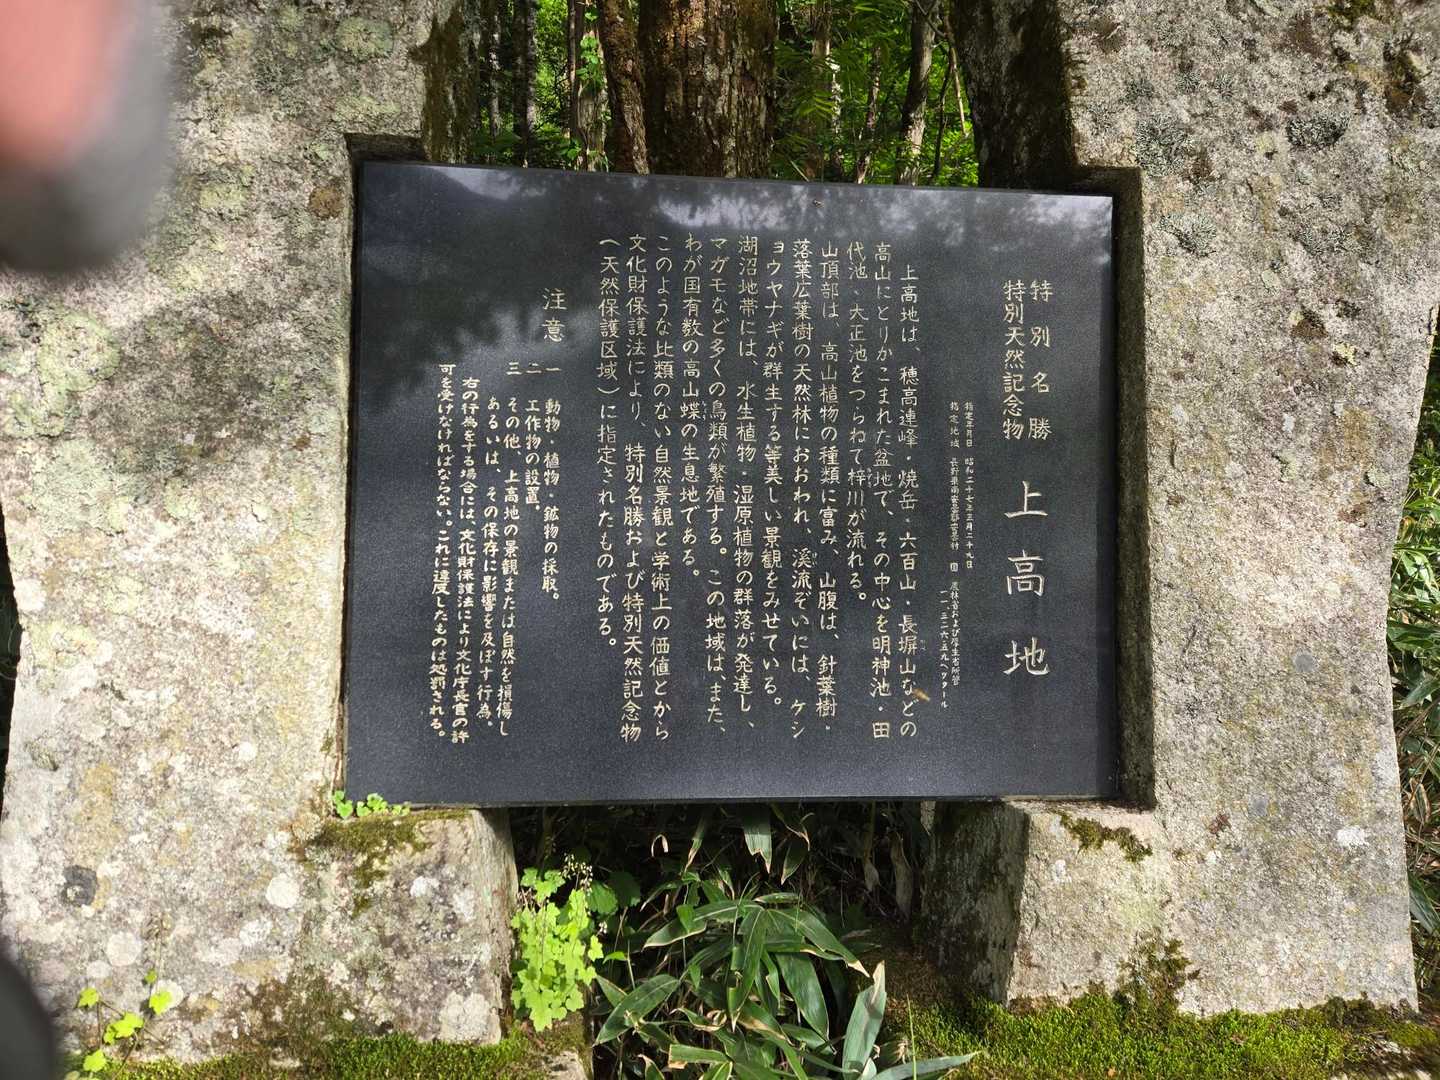 特別名勝
特別天然記念物
上高地
指定年月日 昭和二十七年三月二十九日
指定地域 長野県南安曇郡安曇村 国 農林省および厚生省所管
一一、三二六・五九ヘクタール
上高地は、穂高連峰・焼岳・六百山・長塀山などの
高山にとりかこまれた盆地で、その中心を明神池・田
代池、大正池をつらねて梓川が流れる。
山頂部は、高山植物の種類に富み、山腹は、針葉樹・
落葉広葉樹の天然林におおわれ、溪流ぞいには、ケシ
ョウヤナギが群生する等美しい景観をみせている。
湖沼地帯には、水生植物・湿原植物の群落が発達し、
マガモなど多くの鳥類が繁殖する。この地域は、また、
わが国有数の高山蝶の生息地である。
このような比類のない自然景観と学術上の価値とから
文化財保護法により、特別名勝および特別天然記念物
(天然保護区域)に指定されたものである。
注意
一 動物・植物・鉱物の採取。
二 工作物の設置。
三 その他、上高地の景観または自然を損傷し
あるいは、その保存に影響を及ぼす行為。
右の行為をする場合には、文化財保護法により文化庁長官の許
可を受けなければならない。これに違反したものは処罰される。